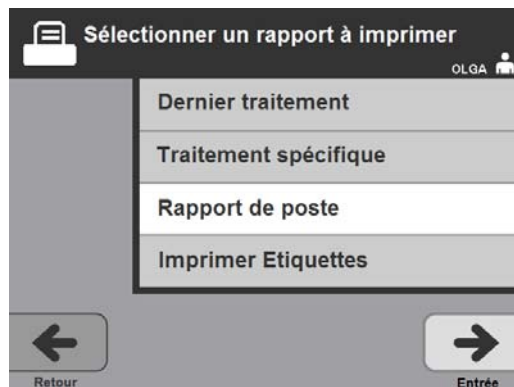 Sélectionner un rapport à imprimer
OLGA
Dernier traitement
Traitement spécifique
Rapport de poste
Imprimer Etiquettes
Retour
Entrée